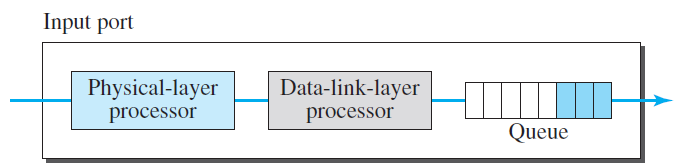 Input port
Physical-layer
processor
Data-link-layer
processor
Queue